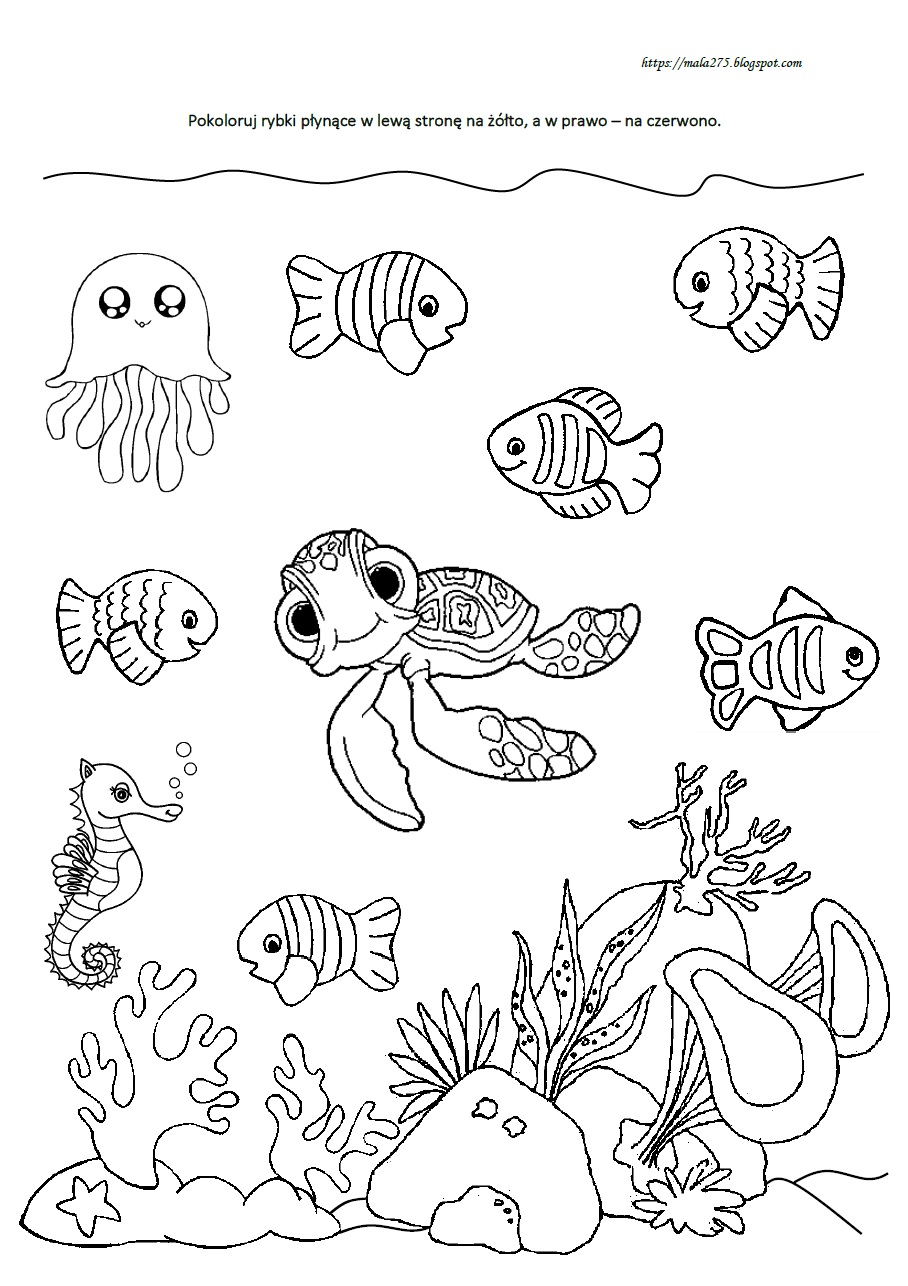 https://mala275.blogspot.com
Pokoloruj rybki płynące w lewą stronę na żółto, a w prawo – na czerwono.